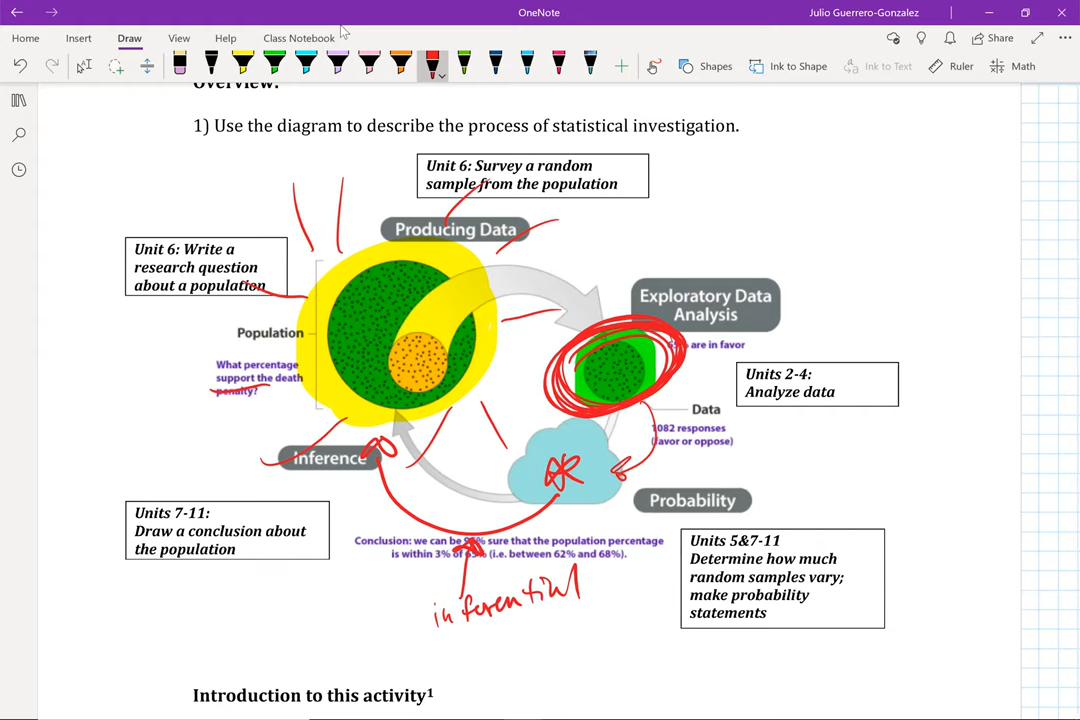 OneNote
Julio Guerrero-Gonzalez
Home
Insert
Draw
View
Help
Class Notebook
Share
Shapes
Ink to Shape
Ink to Text
Ruler
Math
Overview:
1) Use the diagram to describe the process of statistical investigation.
Unit 6: Survey a random
sample from the population
Producing Data
Unit 6: Write a
research question
about a population
Exploratory Data
Analysis
are in favor
Population
What percentage
support the death
penalty?
Units 2-4:
Analyze data
Data
1082 responses
(favor or oppose)
Inference
Probability
Units 7-11:
Draw a conclusion about
the population
Conclusion: we can be sure that the population percentage
is within 3% of (i.e. between 62% and 68%).
Units 5&7-11
Determine how much
random samples vary;
make probability
statements
inferential
Introduction to this activity1